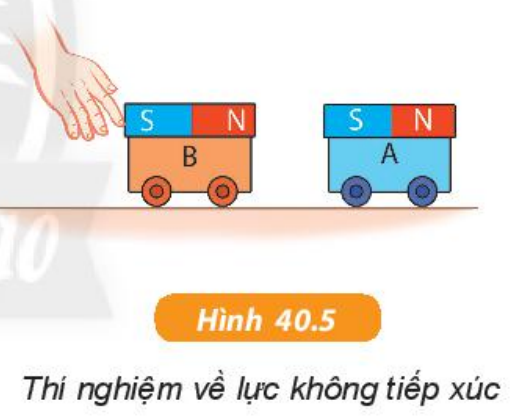 S N S N
B A
Hình 40.5
Thí nghiệm về lực không tiếp xúc